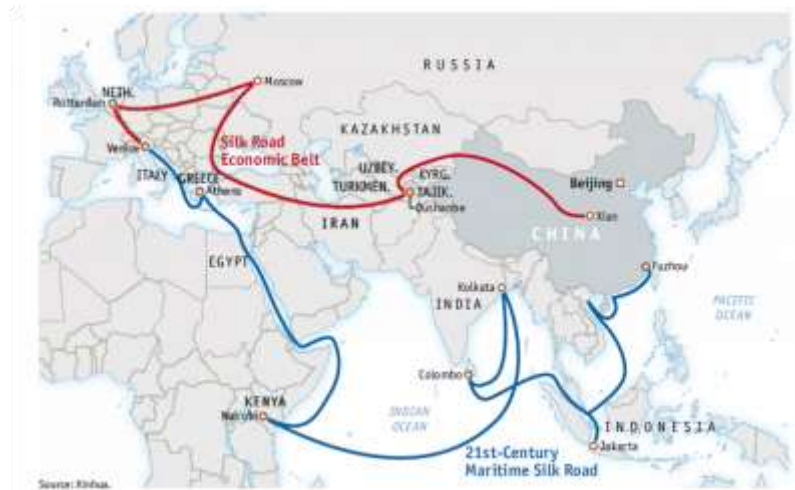 RUSSIA
Moscow
NETH.
Rotterdam
KAZAKHSTAN
Venice
Silk Road
Economic Belt
UZBEK.
KYRG.
ITALY
GREECE
TURKMEN.
TAJIK.
Beijing
Athens
Dushanbe
Xian
IRAN
CHINA
EGYPT
Fuzhou
Kolkata
INDIA
PACIFIC
OCEAN
Colombo
KENYA
Nairobi
INDIAN
OCEAN
INDONESIA
Jakarta
21st-Century
Maritime Silk Road
Source: Xinhua.